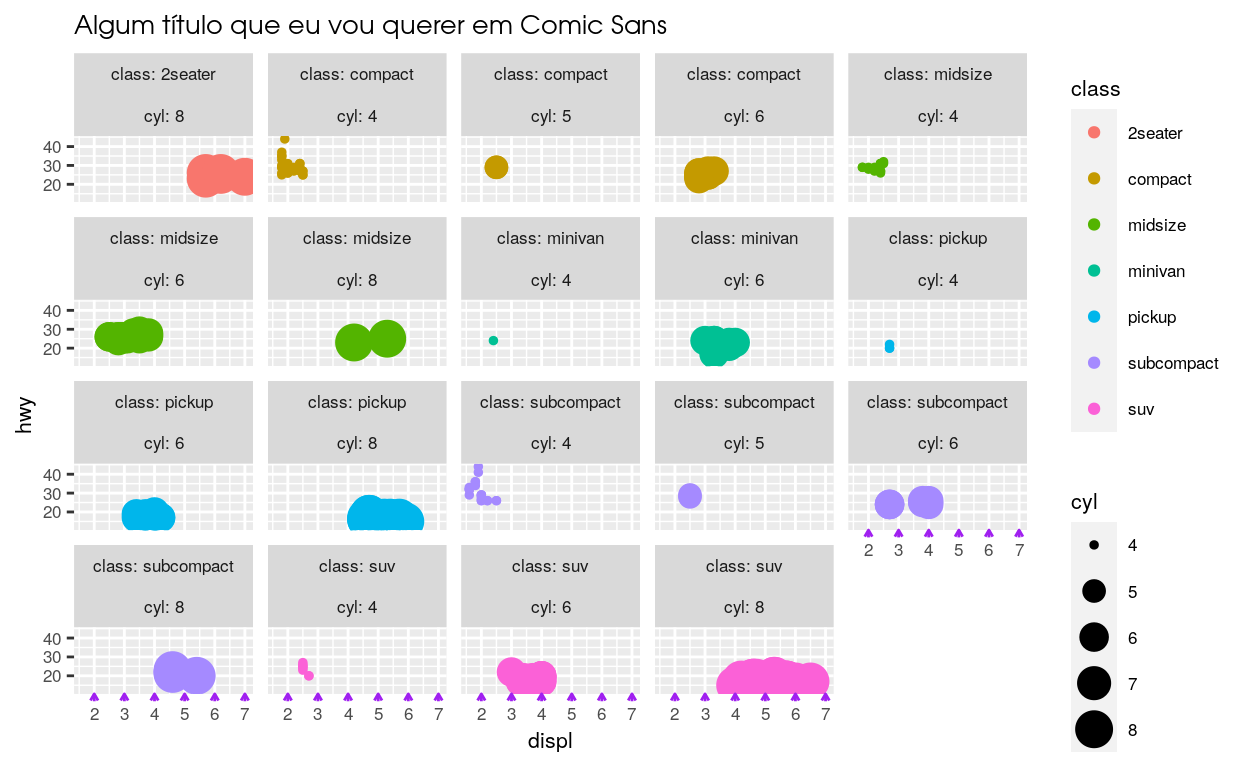 Algum título que eu vou querer em Comic Sans
class: 2seater
cyl: 8
class: compact
cyl: 4
class: compact
cyl: 5
class: compact
cyl: 6
class: midsize
cyl: 4
40
30
20
class: midsize
cyl: 6
class: midsize
cyl: 8
class: minivan
cyl: 4
class: minivan
cyl: 6
class: pickup
cyl: 4
40
30
20
class: pickup
cyl: 6
class: pickup
cyl: 8
class: subcompact
cyl: 4
class: subcompact
cyl: 5
class: subcompact
cyl: 6
40
30
20
2 3 4 5 6 7
class: subcompact
cyl: 8
class: suv
cyl: 4
class: suv
cyl: 6
class: suv
cyl: 8
40
30
20
2 3 4 5 6 7
2 3 4 5 6 7
2 3 4 5 6 7
2 3 4 5 6 7
displ
hwy
class
2seater
compact
midsize
minivan
pickup
subcompact
suv
cyl
4
5
6
7
8